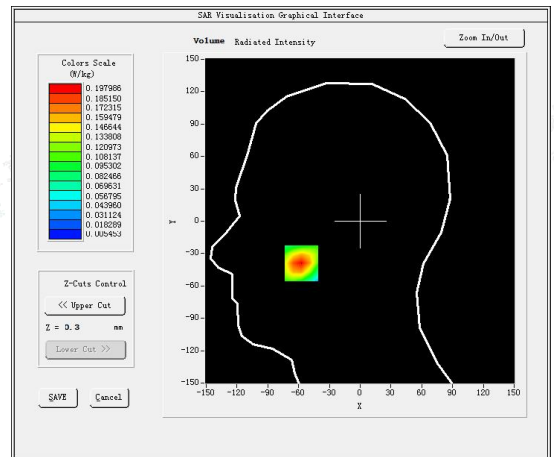 SAR Visualisation Graphical Interface
Volume Radiated Intensity
Zoom In/Out
Colors Scale
(W/kg)
0.197986
0.185150
0.172315
0.159479
0.146644
0.133808
0.120973
0.108137
0.095302
0.082466
0.069631
0.056795
0.043960
0.031124
0.018289
0.005453
Z-Cuts Control
<< Upper Cut
Z = 0.3 mm
Lower Cut >>
SAVE Cancel
150
120
90
60
30
0
-30
-60
-90
-120
-150
Y
-150 -120 -90 -60 -30 0 30 60 90 120 150
X